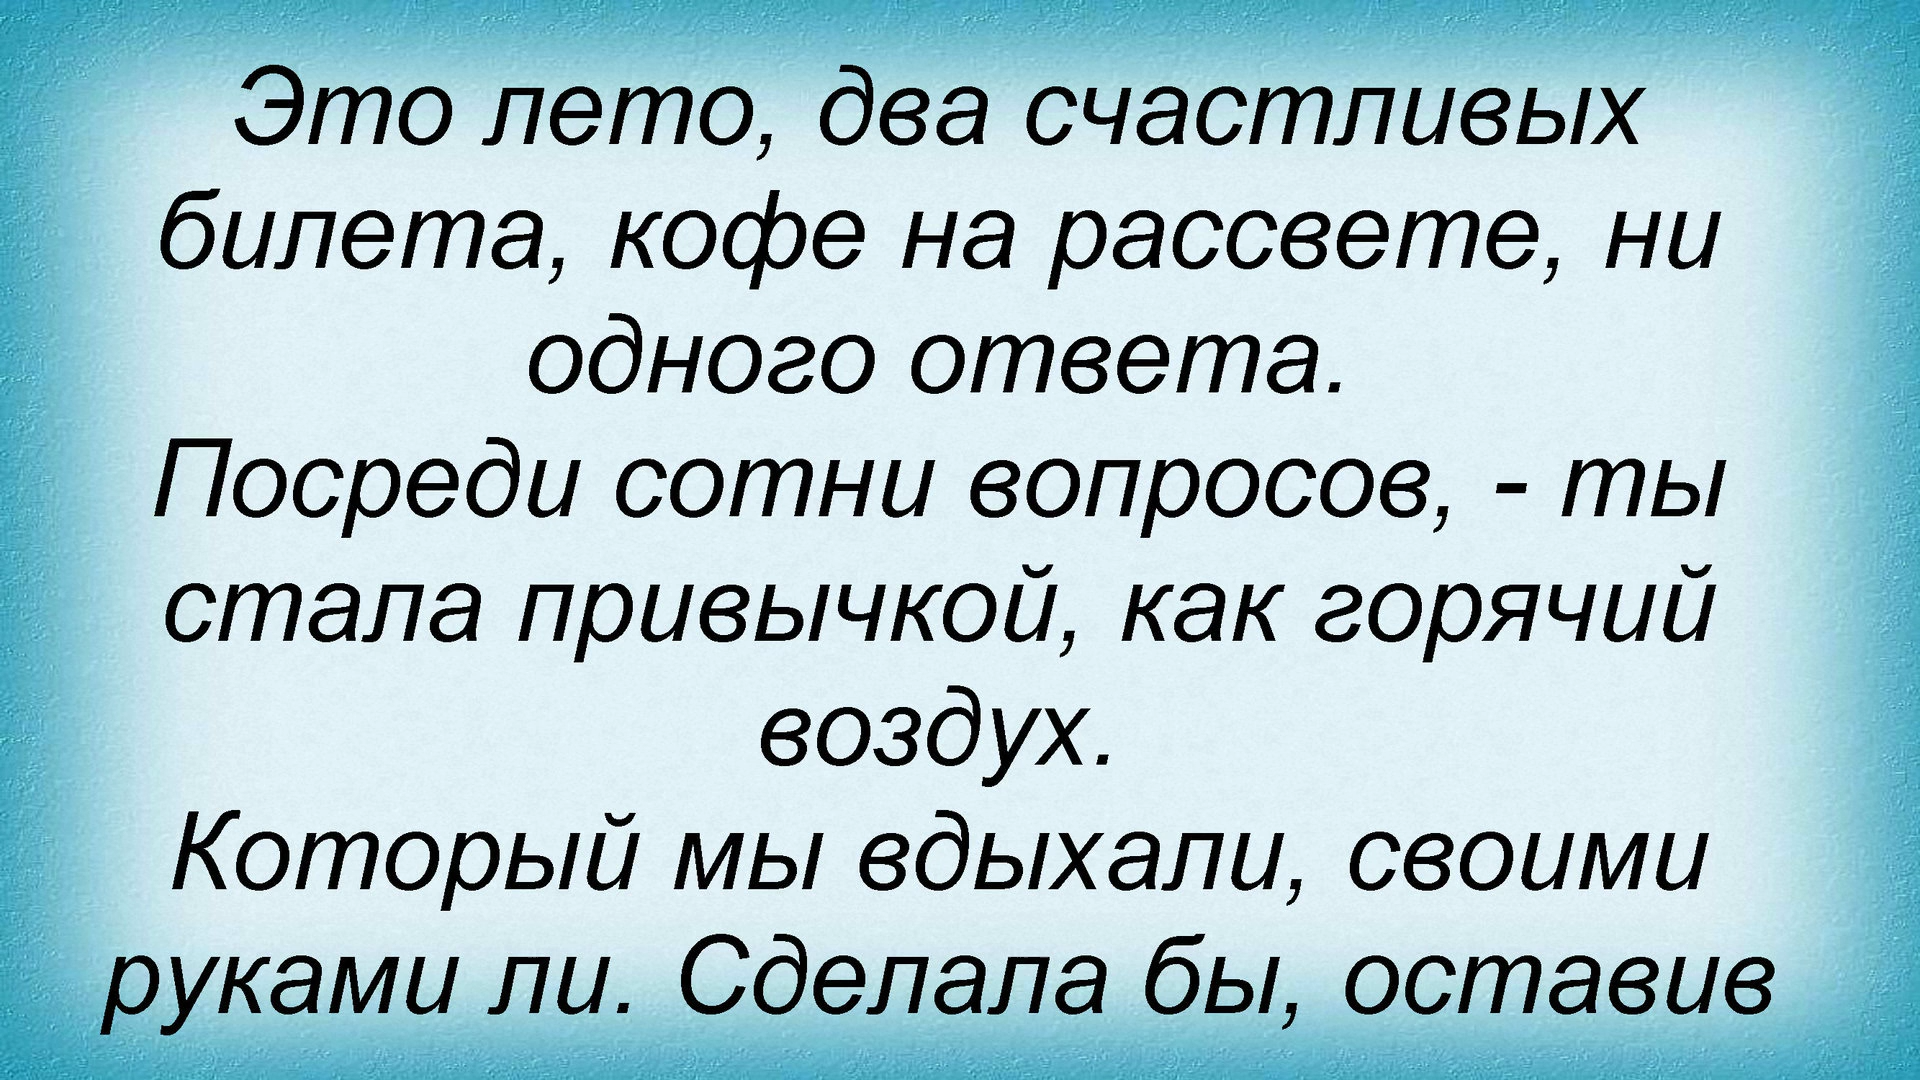 Это лето, два счастливых
билета, кофе на рассвете, ни
одного ответа.
Посреди сотни вопросов, - ты
стала привычкой, как горячий
воздух.
Который мы вдыхали, своими
руками ли. Сделала бы, оставив